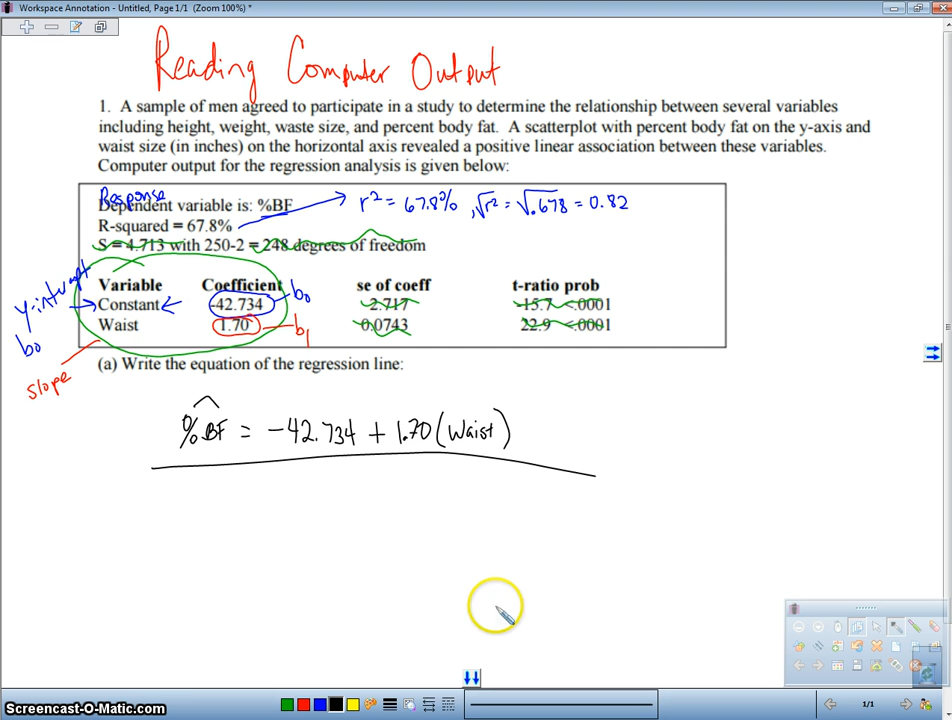 Workspace Annotation - Untitled, Page 1/1 (Zoom 100%) *
Reading Computer Output
1. A sample of men agreed to participate in a study to determine the relationship between several variables
including height, weight, waste size, and percent body fat. A scatterplot with percent body fat on the y-axis and
waist size (in inches) on the horizontal axis revealed a positive linear association between these variables.
Computer output for the regression analysis is given below:
Response
Dependent variable is: %BF
r² = 67.8%, √r² = √.678 = 0.82
R-squared = 67.8%
S = 4.713 with 250-2 = 248 degrees of freedom
Variable Coefficient se of coeff t-ratio prob
y-intercept
b0
Constant -42.734 2.717 -15.7 <.0001
b0
Waist 1.70 0.0743 22.9 <.0001
b1
slope
(a) Write the equation of the regression line:
%BF^ = -42.734 + 1.70(Waist)
1/1
Screencast-O-Matic.com